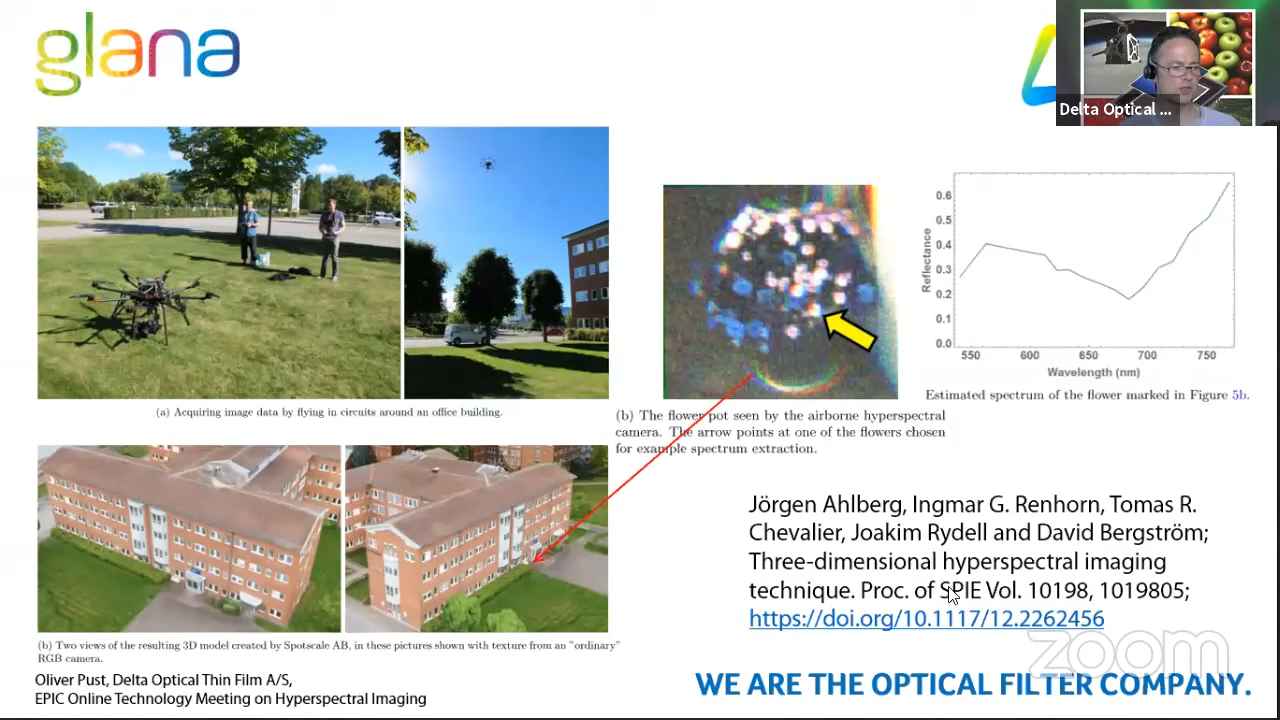 glana
Delta Optical ...
(a) Acquiring image data by flying in circuits around an office building.
(b) The flower pot seen by the airborne hyperspectral
camera. The arrow points at one of the flowers chosen
for example spectrum extraction.
Reflectance
0.6
0.5
0.4
0.3
0.2
0.1
0.0
550 600 650 700 750
Wavelength (nm)
Estimated spectrum of the flower marked in Figure 5b.
(b) Two views of the resulting 3D model created by Spotscale AB, in these pictures shown with texture from an "ordinary"
RGB camera.
Jörgen Ahlberg, Ingmar G. Renhorn, Tomas R.
Chevalier, Joakim Rydell and David Bergström;
Three-dimensional hyperspectral imaging
technique. Proc. of SPIE Vol. 10198, 1019805;
https://doi.org/10.1117/12.2262456
zoom
Oliver Pust, Delta Optical Thin Film A/S,
EPIC Online Technology Meeting on Hyperspectral Imaging
WE ARE THE OPTICAL FILTER COMPANY.